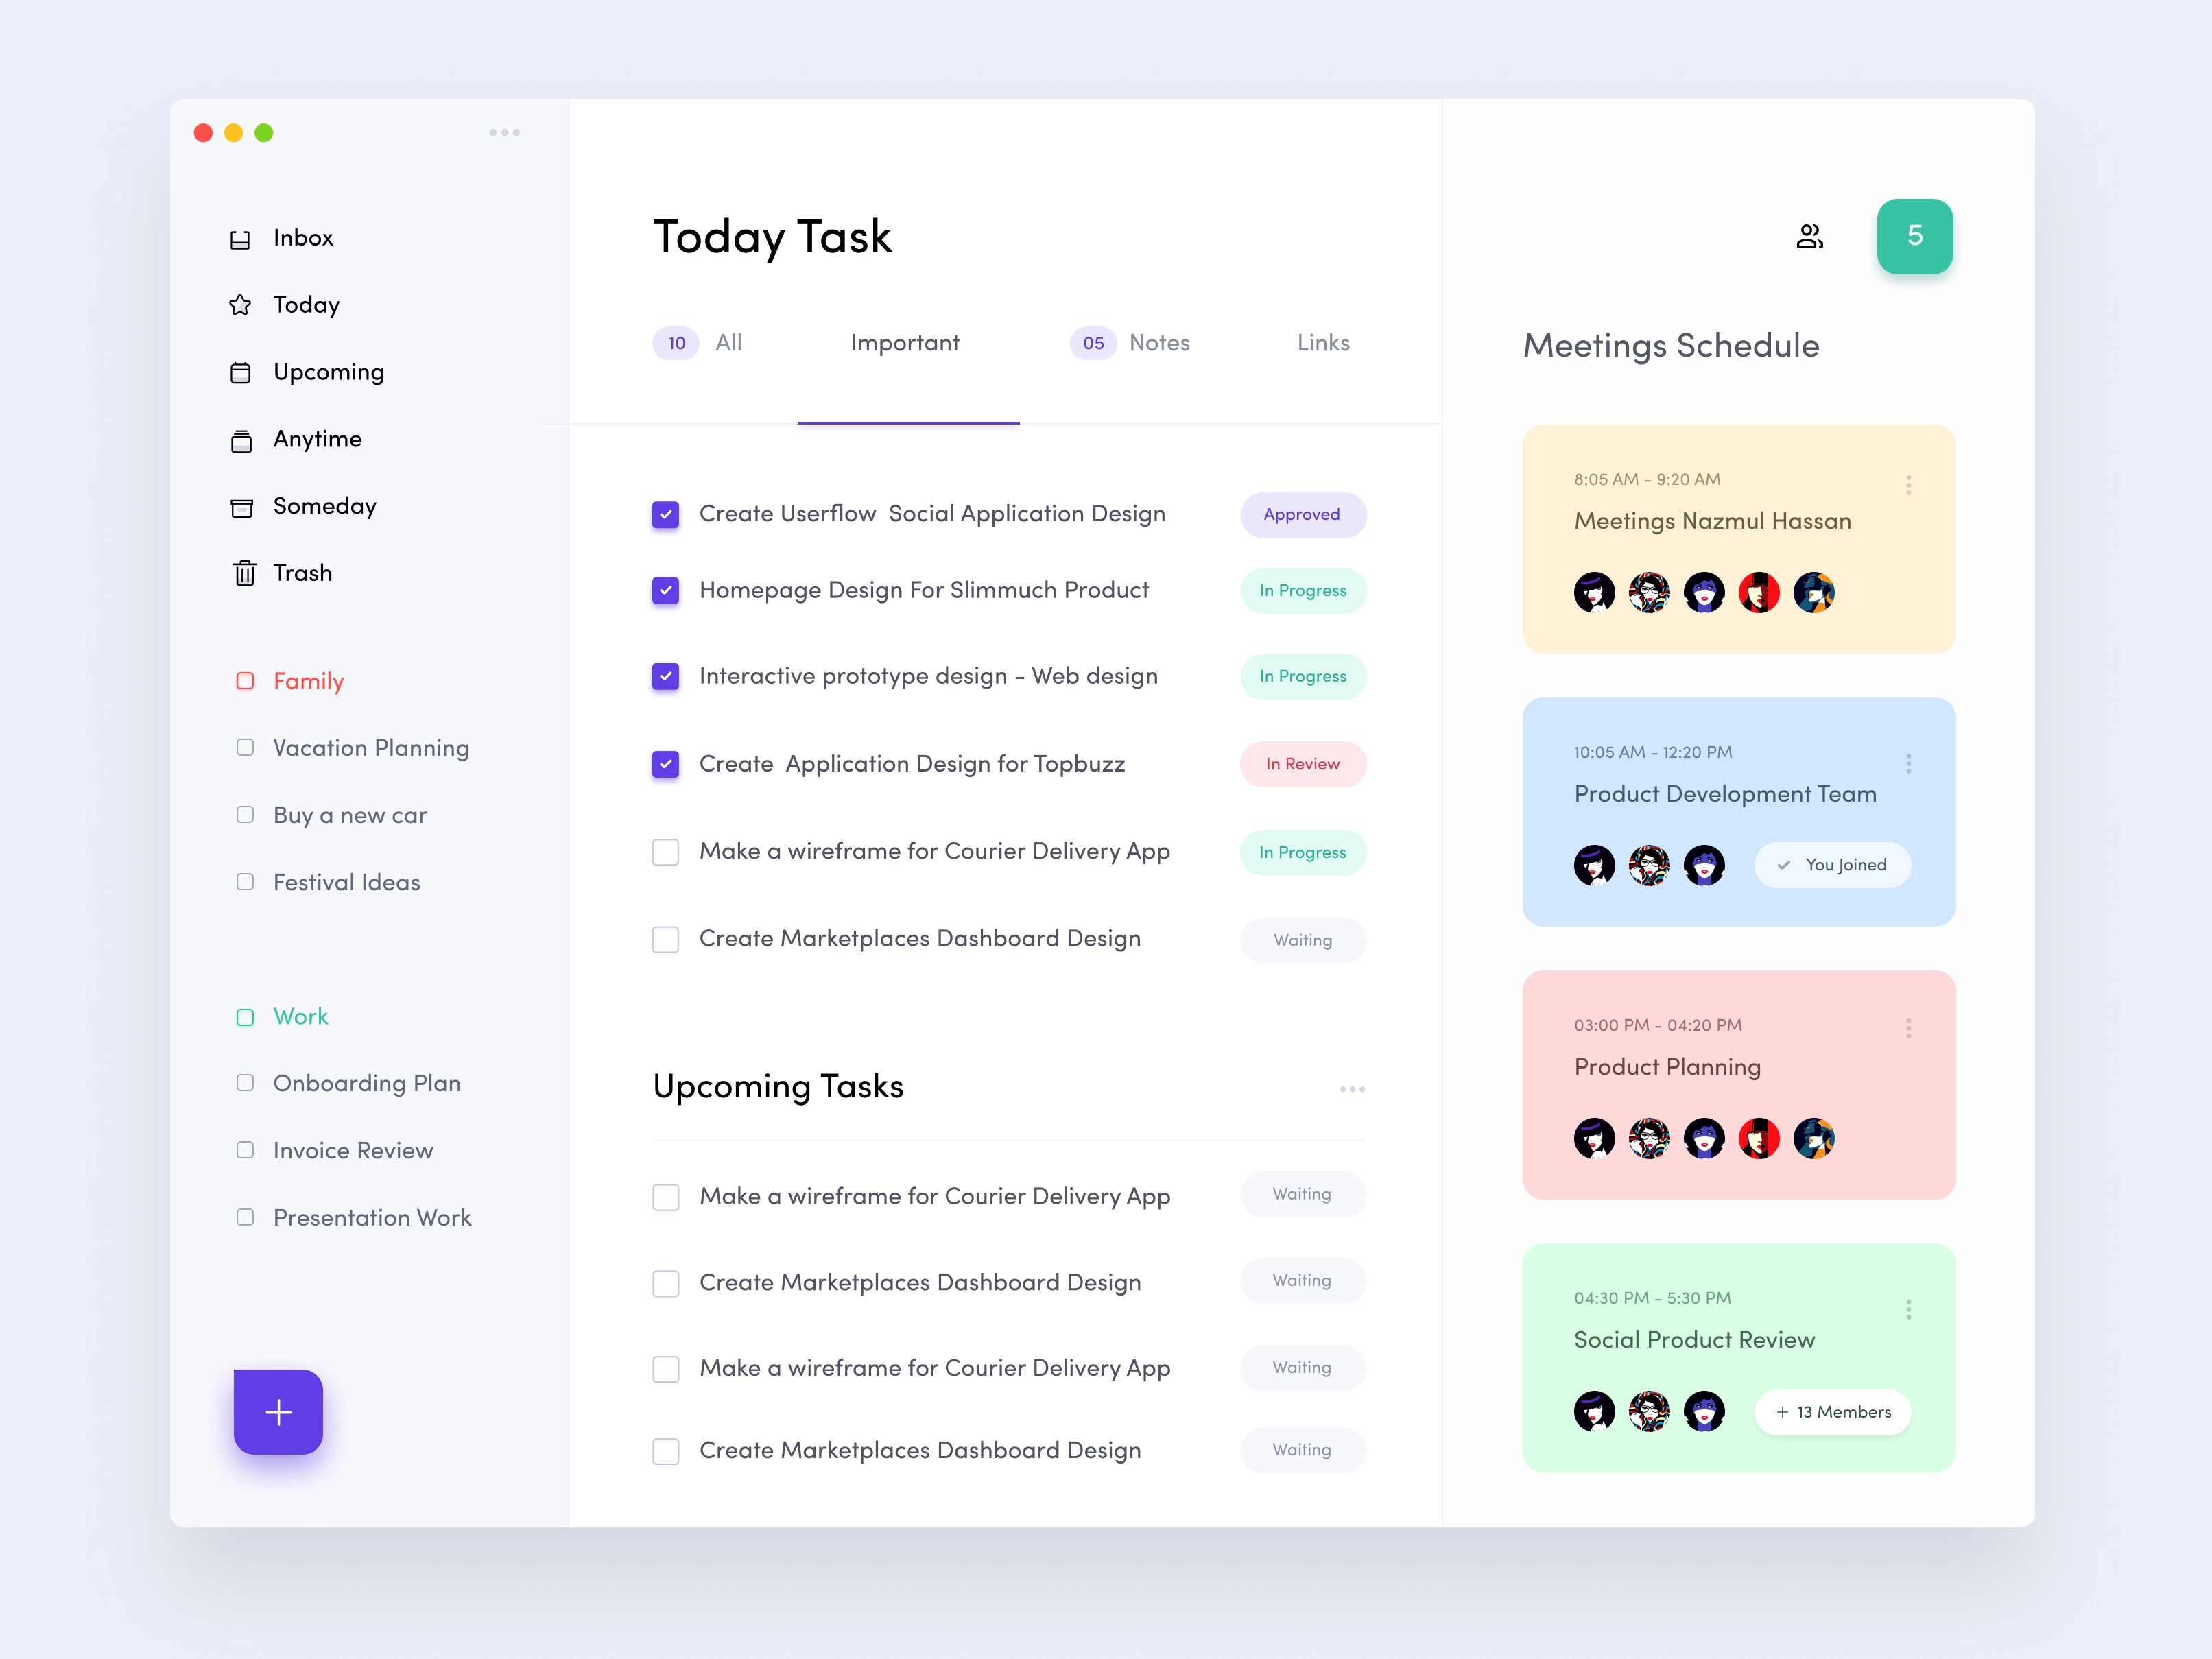 Inbox
Today
Upcoming
Anytime
Someday
Trash
Family
Vacation Planning
Buy a new car
Festival Ideas
Work
Onboarding Plan
Invoice Review
Presentation Work
Today Task
10 All Important 05 Notes Links
Create Userflow  Social Application Design Approved
Homepage Design For Slimmuch Product In Progress
Interactive prototype design - Web design In Progress
Create  Application Design for Topbuzz In Review
Make a wireframe for Courier Delivery App In Progress
Create Marketplaces Dashboard Design Waiting
Upcoming Tasks
Make a wireframe for Courier Delivery App Waiting
Create Marketplaces Dashboard Design Waiting
Make a wireframe for Courier Delivery App Waiting
Create Marketplaces Dashboard Design Waiting
5
Meetings Schedule
8:05 AM - 9:20 AM
Meetings Nazmul Hassan
10:05 AM - 12:20 PM
Product Development Team
You Joined
03:00 PM - 04:20 PM
Product Planning
04:30 PM - 5:30 PM
Social Product Review
+ 13 Members